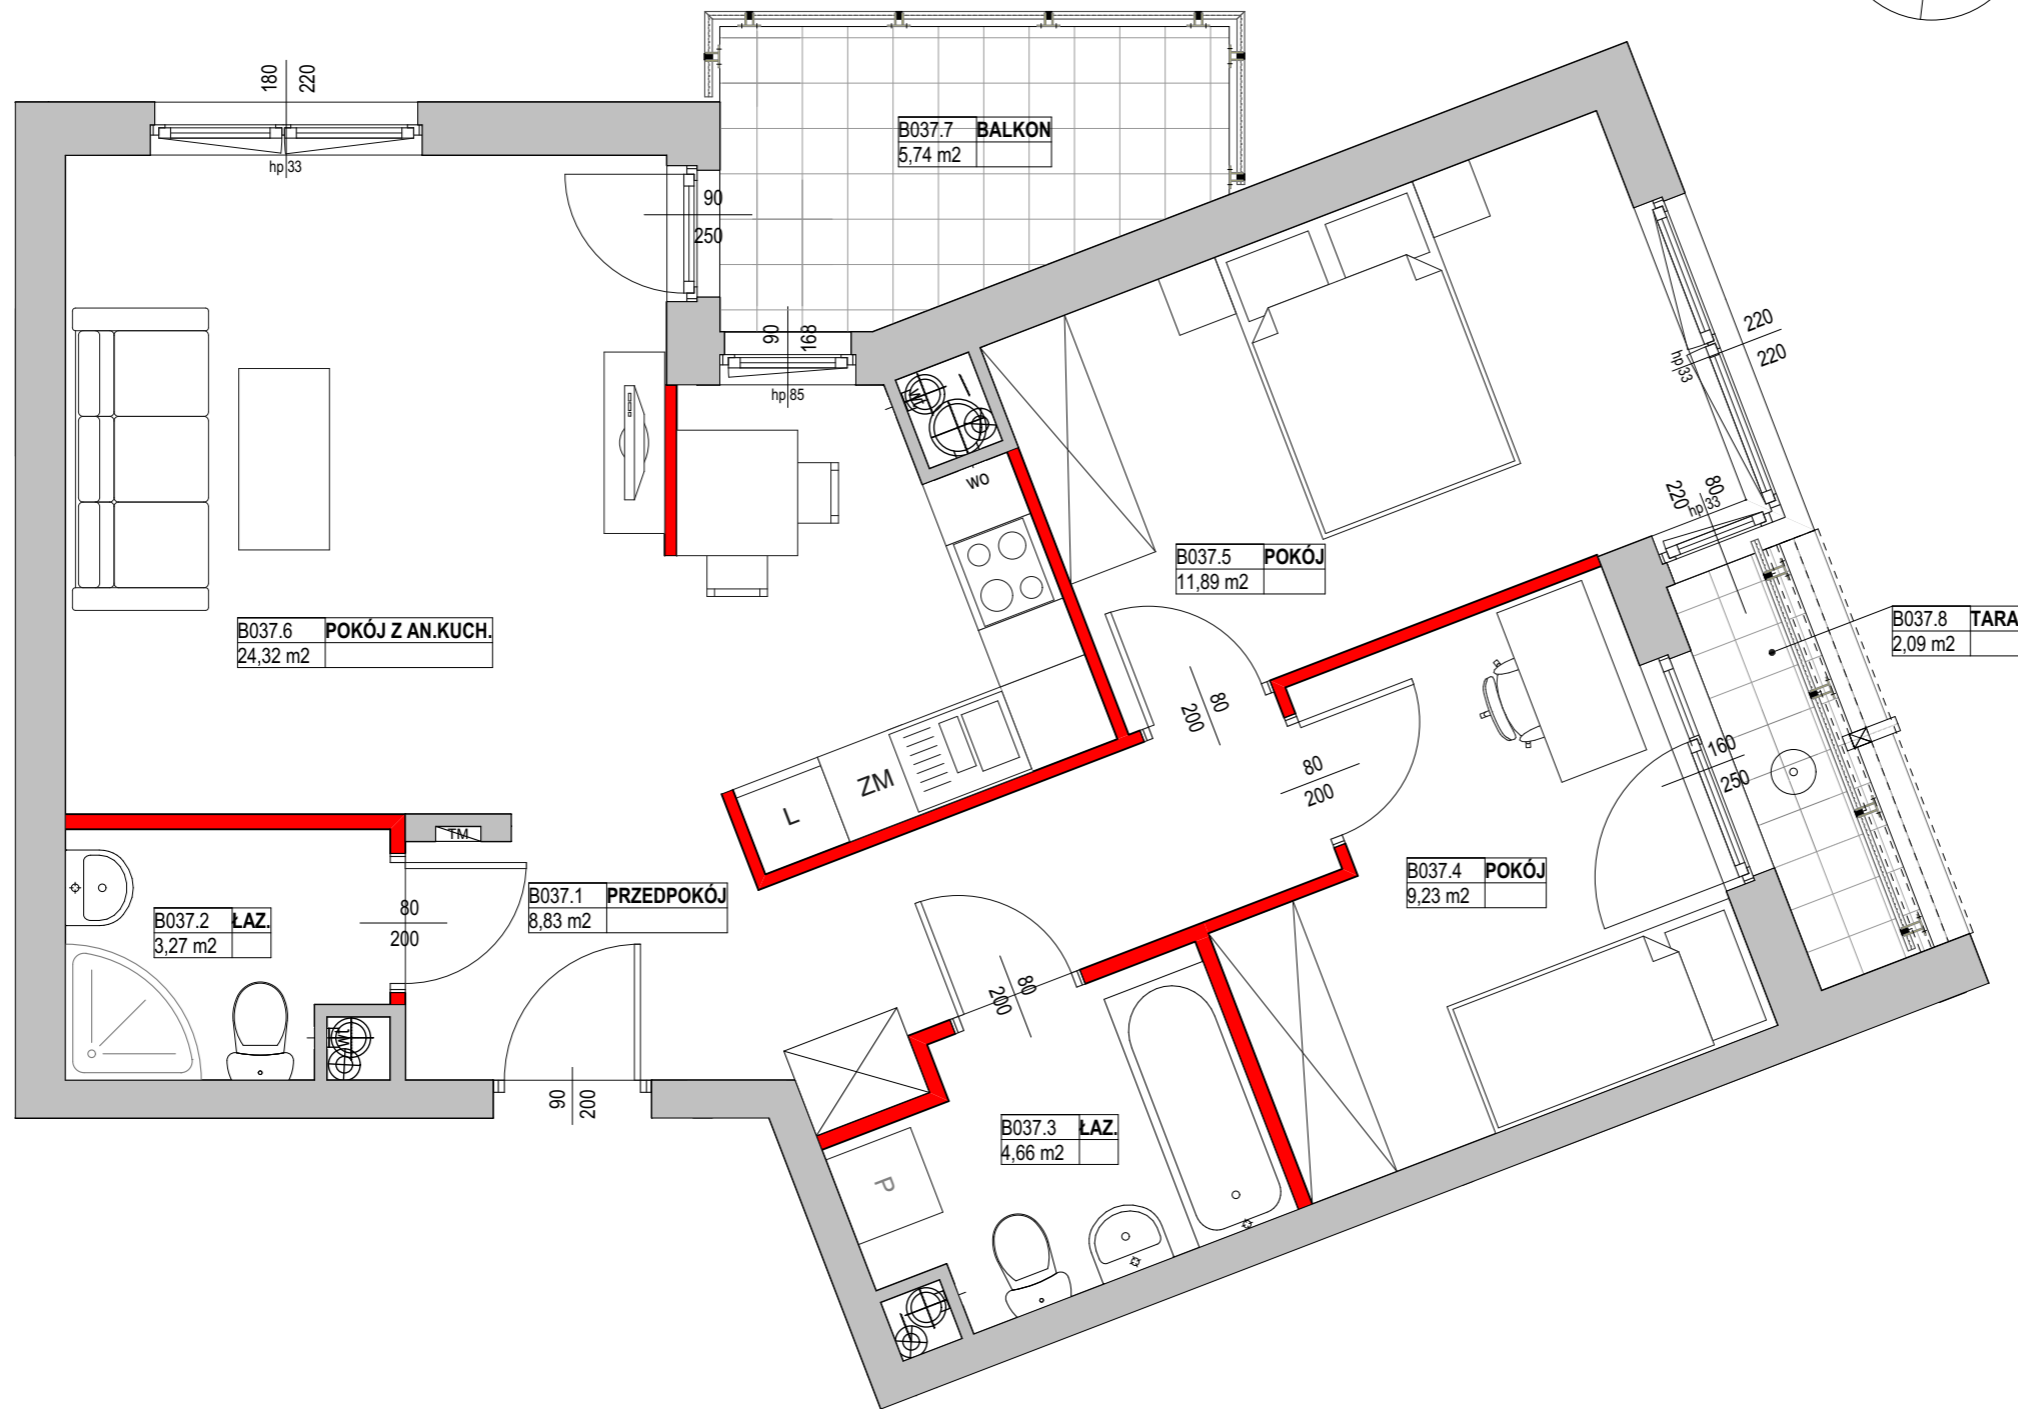 180
220
hp 33
B037.7 BALKON
5,74 m2
90
250
90
168
hp 85
W
wo
220
220
hp 33
220
80
hp 33
B037.5 POKÓJ
11,89 m2
B037.6 POKÓJ Z AN.KUCH.
24,32 m2
B037.8 TARA
2,09 m2
80
200
80
200
160
250
L
ZM
TM
B037.1 PRZEDPOKÓJ
8,83 m2
B037.2 ŁAZ.
3,27 m2
80
200
B037.4 POKÓJ
9,23 m2
80
200
W
90
200
B037.3 ŁAZ.
4,66 m2
P